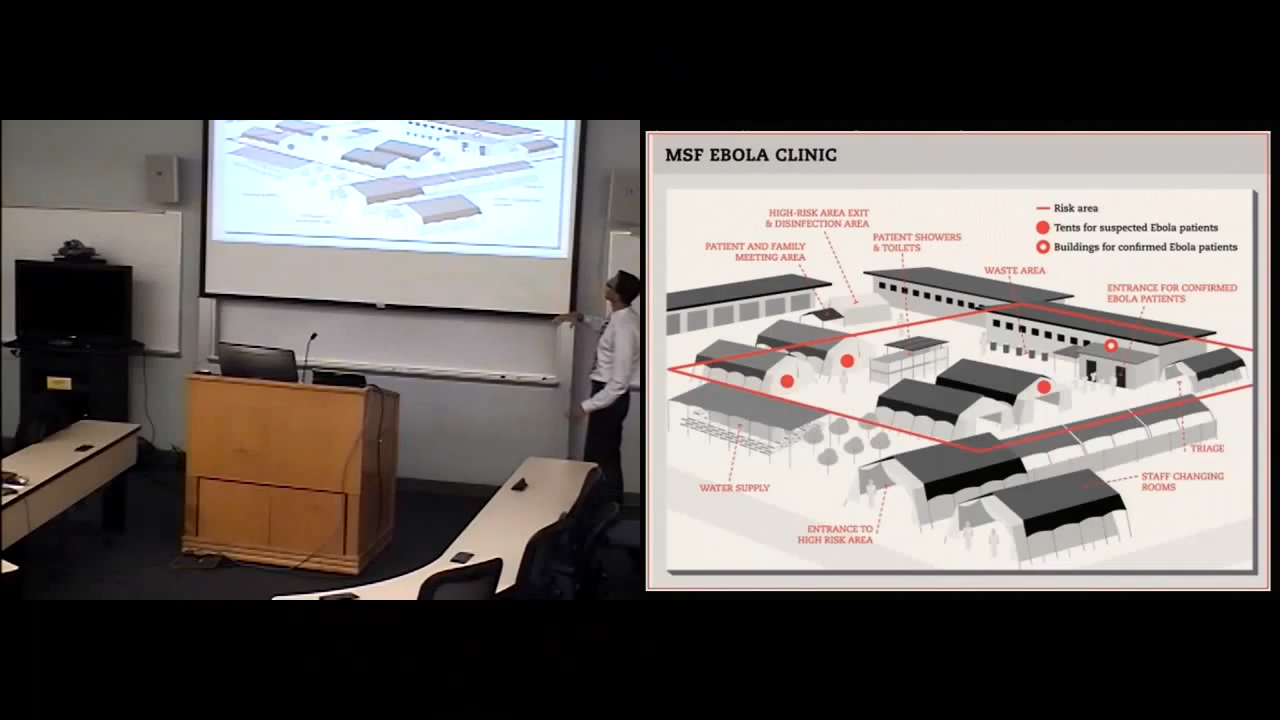 MSF EBOLA CLINIC
Risk area
Tents for suspected Ebola patients
Buildings for confirmed Ebola patients
HIGH-RISK AREA EXIT
& DISINFECTION AREA
PATIENT AND FAMILY
MEETING AREA
PATIENT SHOWERS
& TOILETS
WASTE AREA
ENTRANCE FOR CONFIRMED
EBOLA PATIENTS
TRIAGE
STAFF CHANGING
ROOMS
WATER SUPPLY
ENTRANCE TO
HIGH RISK AREA